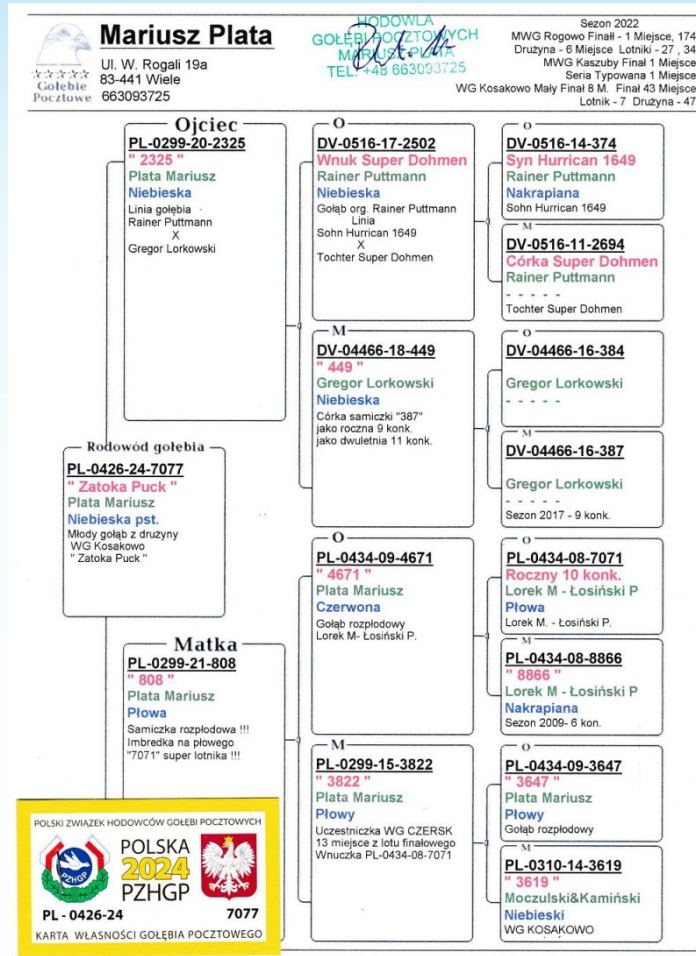 Mariusz Plata
Ul. W. Rogali 19a
83-441 Wiele
663093725
Gołębie
Pocztowe
HODOWLA
GOŁĘBI POCZTOWYCH
MARIUSZ PLATA
TEL. +48 663093725
Sezon 2022
MWG Rogowo Finałł - 1 Miejsce, 174
Drużyna - 6 Miejsce Lotniki - 27 , 34
MWG Kaszuby Finał 1 Miejsce
Seria Typowana 1 Miejsce
WG Kosakowo Mały Finał 8 M. Finał 43 Miejsce
Lotnik - 7 Drużyna - 47
Ojciec
PL-0299-20-2325
" 2325 "
Plata Mariusz
Niebieska
Linia gołębia
Rainer Puttmann
X
Gregor Lorkowski
O
DV-0516-17-2502
Wnuk Super Dohmen
Rainer Puttmann
Niebieska
Gołąb org. Rainer Puttmann
Linia
Sohn Hurrican 1649
X
Tochter Super Dohmen
O
DV-0516-14-374
Syn Hurrican 1649
Rainer Puttmann
Nakrapiana
Sohn Hurrican 1649
M
DV-0516-11-2694
Córka Super Dohmen
Rainer Puttmann
- - - - -
Tochter Super Dohmen
M
DV-04466-18-449
" 449 "
Gregor Lorkowski
Niebieska
Córka samiczki "387"
jako roczna 9 konk.
jako dwuletnia 11 konk.
O
DV-04466-16-384
Gregor Lorkowski
- - - - -
M
DV-04466-16-387
Gregor Lorkowski
- - - - -
Sezon 2017 - 9 konk.
Rodowód gołębia
PL-0426-24-7077
" Zatoka Puck "
Plata Mariusz
Niebieska pst.
Młody gołąb z drużyny
WG Kosakowo
" Zatoka Puck "
O
PL-0434-09-4671
" 4671 "
Plata Mariusz
Czerwona
Gołąb rozpłodowy
Lorek M- Łosiński P.
O
PL-0434-08-7071
Roczny 10 konk.
Lorek M - Łosiński P
Płowa
Lorek M. - Łosiński P.
M
PL-0434-08-8866
" 8866 "
Lorek M - Łosiński P
Nakrapiana
Sezon 2009- 6 kon.
Matka
PL-0299-21-808
" 808 "
Plata Mariusz
Płowa
Samiczka rozpłodowa !!!
Imbredka na płowego
"7071" super lotnika !!!
M
PL-0299-15-3822
" 3822 "
Plata Mariusz
Płowy
Uczestniczka WG CZERSK
13 miejsce z lotu finałowego
Wnuczka PL-0434-08-7071
O
PL-0434-09-3647
" 3647 "
Plata Mariusz
Płowy
Gołąb rozpłodowy
M
PL-0310-14-3619
" 3619 "
Moczulski&Kamiński
Niebieski
WG KOSAKOWO
POLSKI ZWIĄZEK HODOWCÓW GOŁĘBI POCZTOWYCH
PZHGP
POLSKA
2024
PZHGP
PL - 0426-24 7077
KARTA WŁASNOŚCI GOŁĘBIA POCZTOWEGO